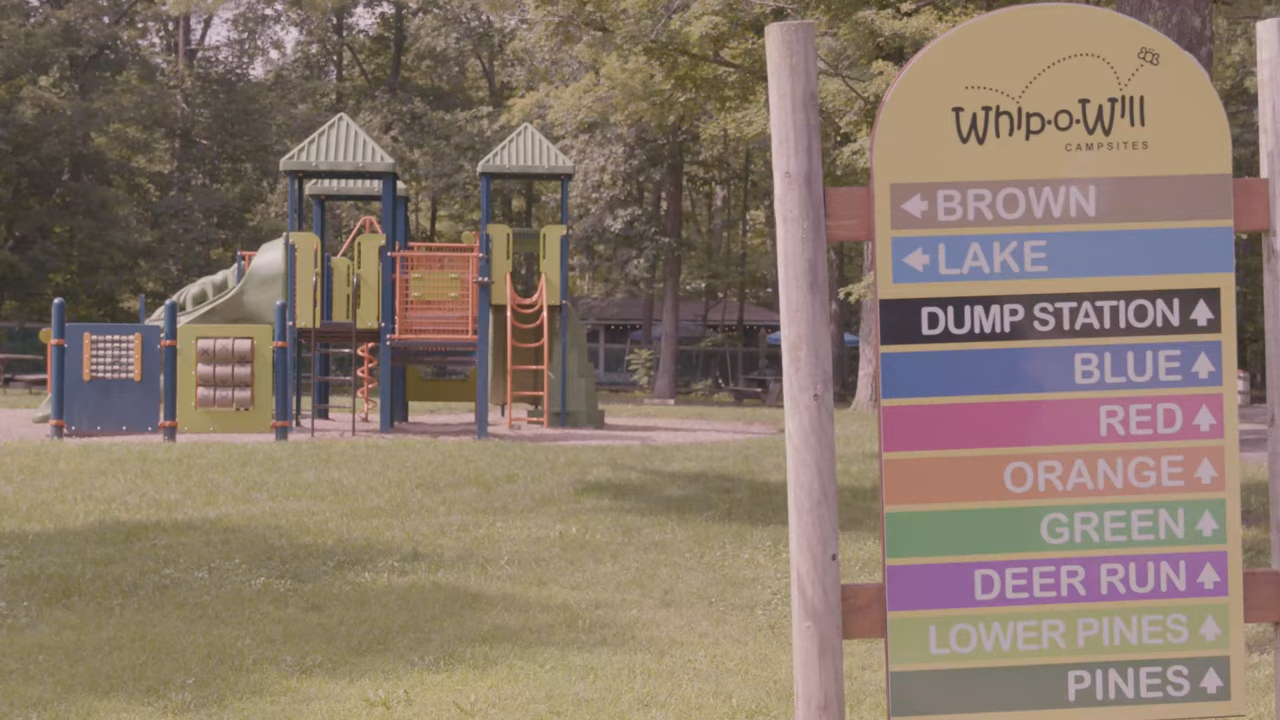 Whip-o-Will
CAMPSITES
BROWN
LAKE
DUMP STATION
BLUE
RED
ORANGE
GREEN
DEER RUN
LOWER PINES
PINES